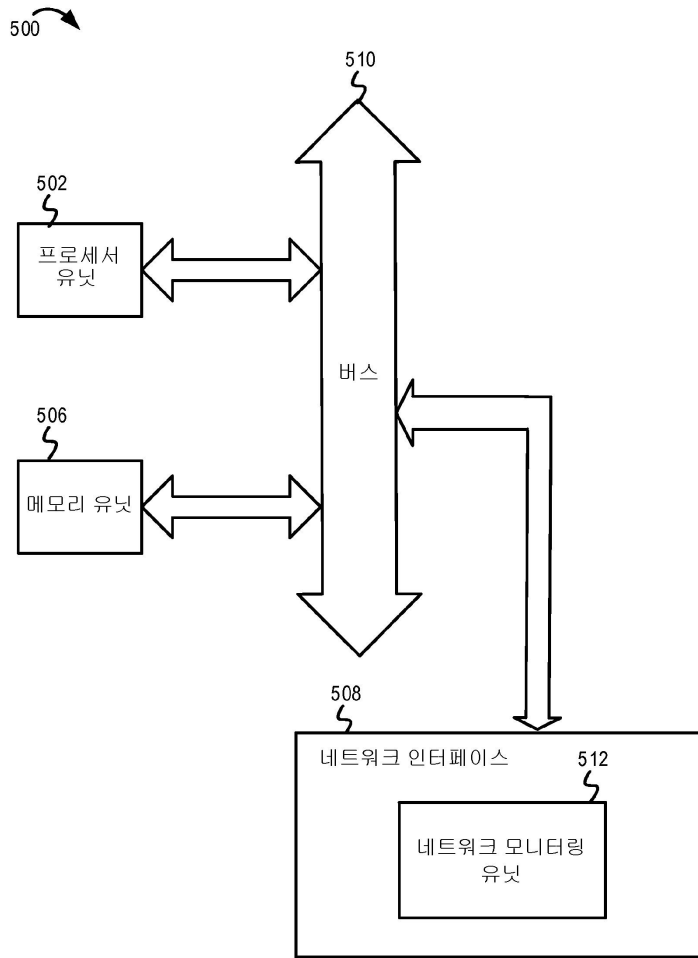 500
510
502
프로세서
유닛
버스
506
메모리 유닛
508
네트워크 인터페이스
512
네트워크 모니터링
유닛